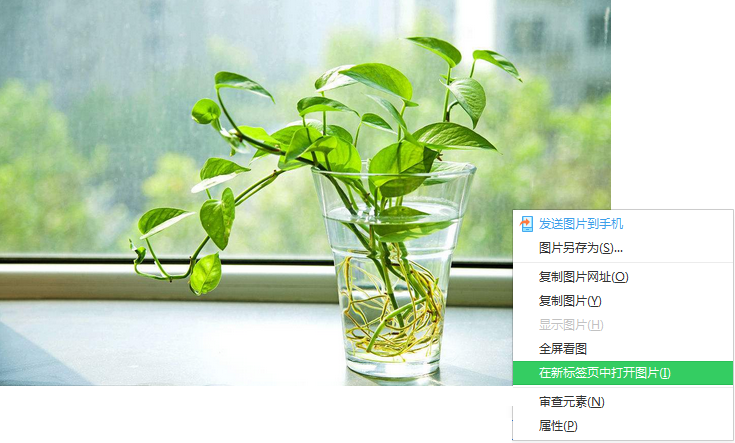 发送图片到手机
图片另存为(S)...
复制图片网址(O)
复制图片(Y)
显示图片(H)
全屏看图
在新标签页中打开图片(I)
审查元素(N)
属性(P)